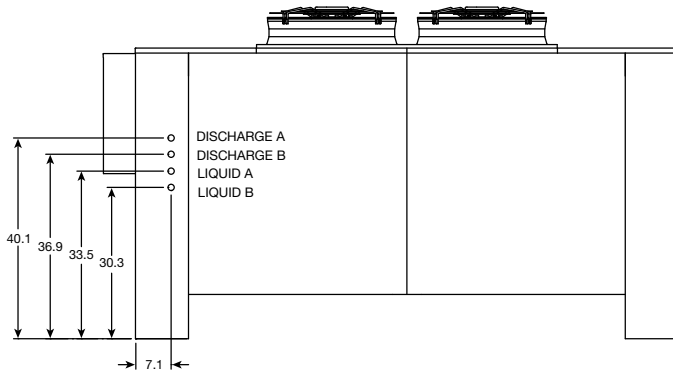 DISCHARGE A
DISCHARGE B
LIQUID A
LIQUID B
40.1
36.9
33.5
30.3
7.1